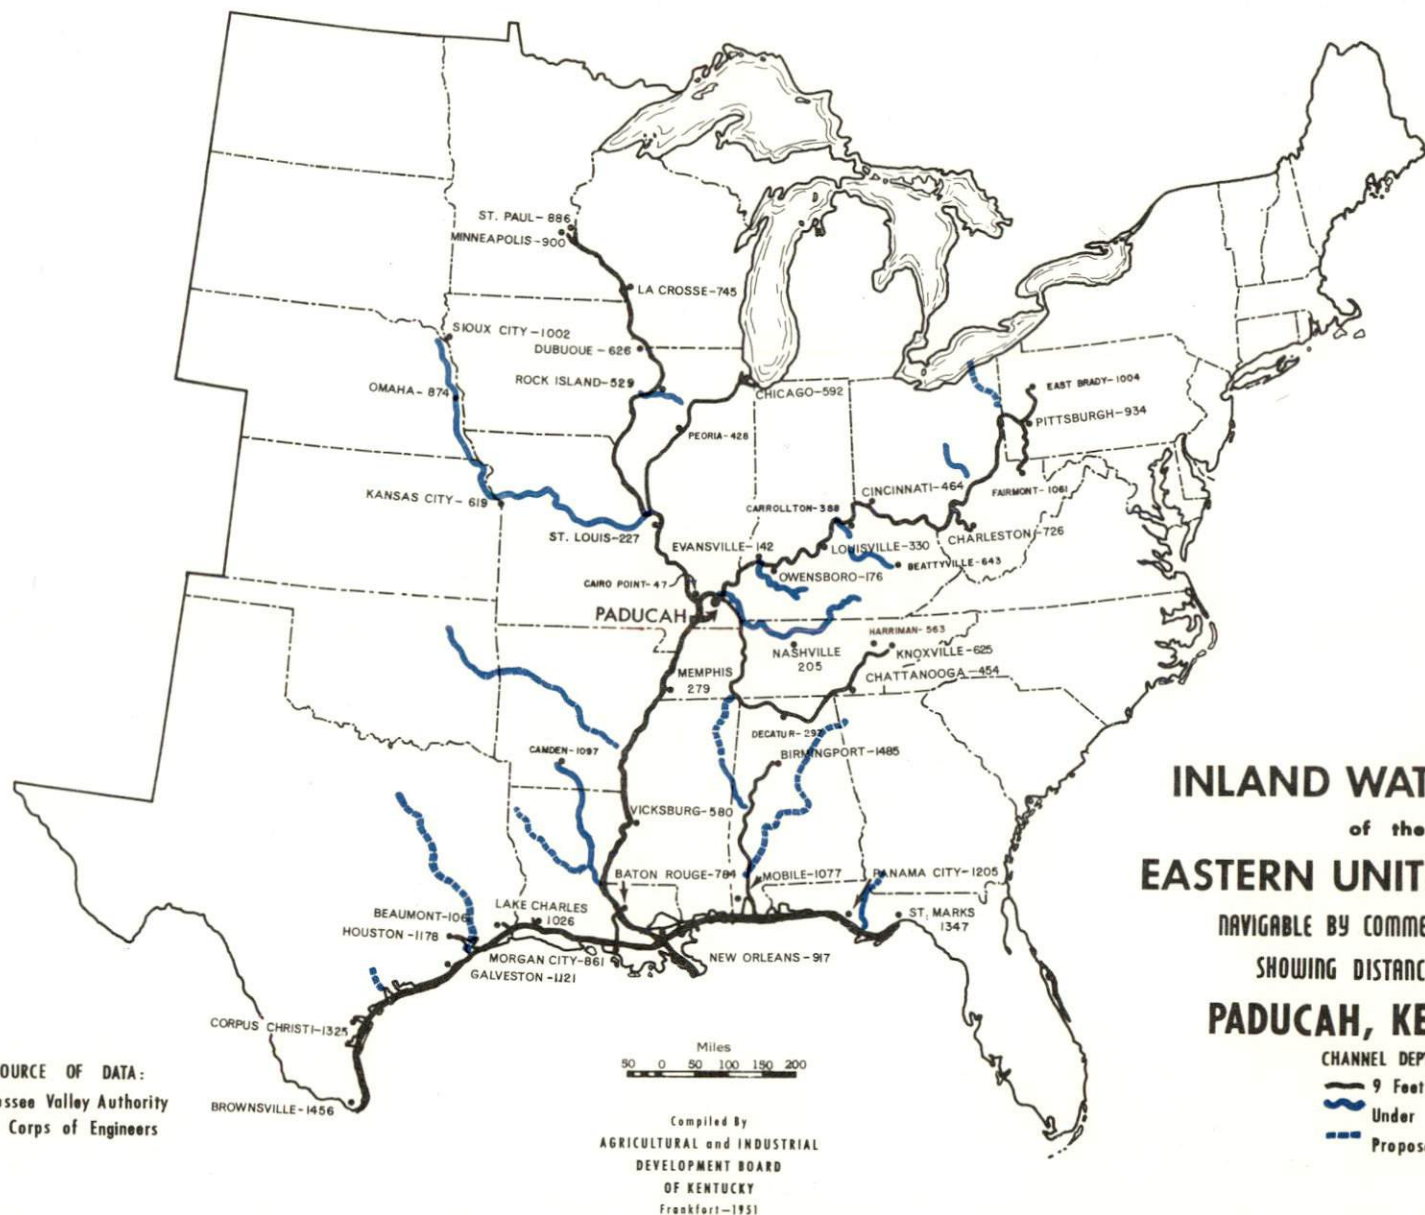 ST. PAUL-886
MINNEAPOLIS-900
LA CROSSE-745
SIOUX CITY-1002
DUBUQUE-626
ROCK ISLAND-529
OMAHA-874
CHICAGO-592
EAST BRADY-1004
PITTSBURGH-934
PEORIA-428
KANSAS CITY-619
CINCINNATI-464
FAIRMONT-1061
CARROLLTON-388
ST. LOUIS-227
CHARLESTON-726
EVANSVILLE-142
LOUISVILLE-330
BEATTYVILLE-643
CAIRO POINT-47
OWENSBORO-176
PADUCAH
NASHVILLE
205
HARRIMAN-563
KNOXVILLE-625
MEMPHIS
279
CHATTANOOGA-454
DECATUR-292
CAMDEN-1097
BIRMINGPORT-1485
VICKSBURG-580
BATON ROUGE-784
MOBILE-1077
PANAMA CITY-1205
LAKE CHARLES
1026
BEAUMONT-106
HOUSTON-1178
ST. MARKS
1347
MORGAN CITY-861
NEW ORLEANS-917
GALVESTON-1121
CORPUS CHRISTI-1325
BROWNSVILLE-1456
INLAND WAT
of the
EASTERN UNIT
NAVIGABLE BY COMME
SHOWING DISTANC
PADUCAH, KE
CHANNEL DEP
9 Feet
Under
Propos
OURCE OF DATA:
ssee Valley Authority
Corps of Engineers
Miles
50 0 50 100 150 200
Compiled By
AGRICULTURAL and INDUSTRIAL
DEVELOPMENT BOARD
OF KENTUCKY
Frankfort-1951